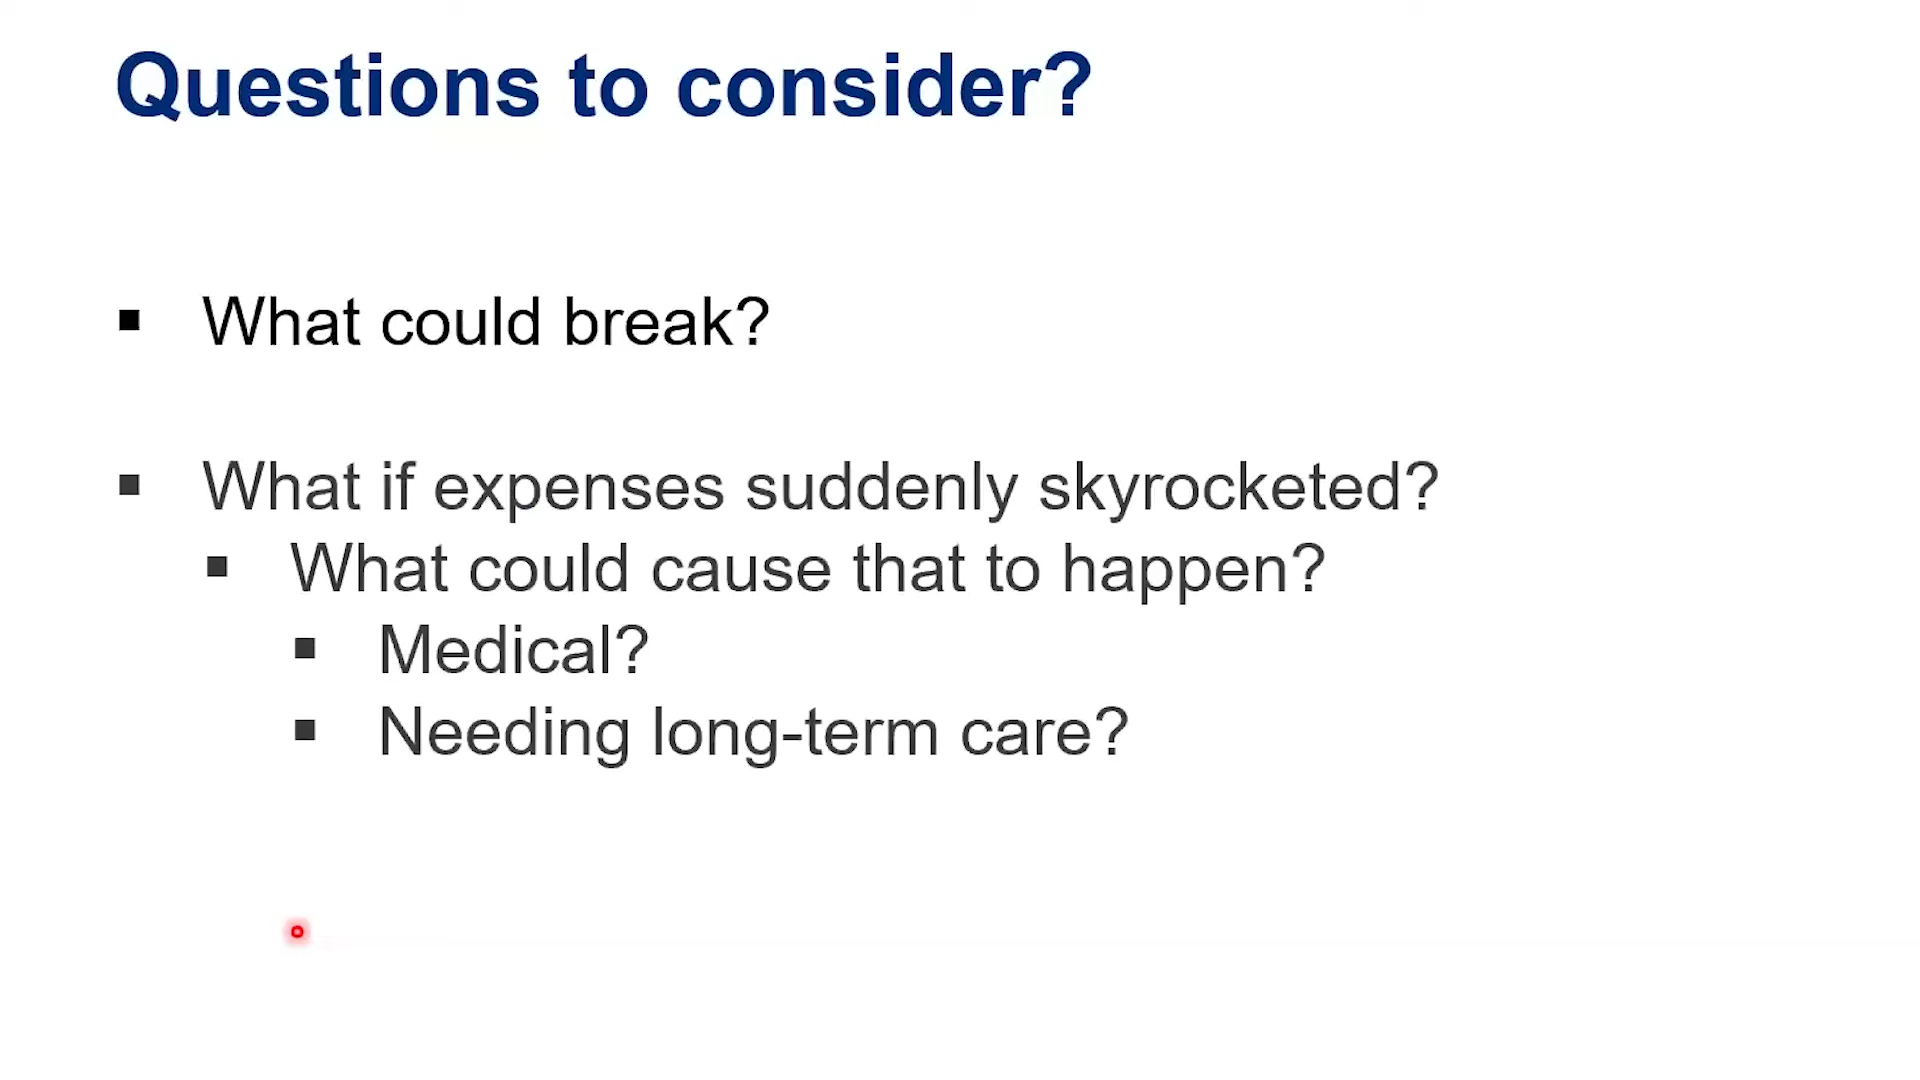 Questions to consider?
▪ What could break?
▪ What if expenses suddenly skyrocketed?
▪ What could cause that to happen?
▪ Medical?
▪ Needing long-term care?